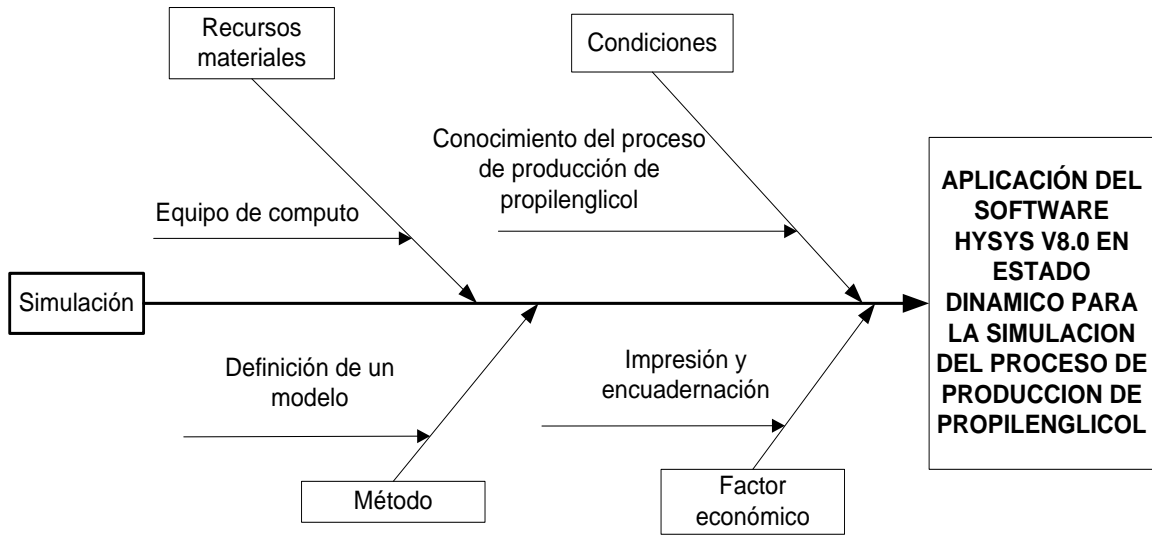 Recursos
materiales
Condiciones
Conocimiento del proceso
de producción de
propilenglicol
Equipo de computo
Simulación
APLICACIÓN DEL
SOFTWARE
HYSYS V8.0 EN
ESTADO
DINAMICO PARA
LA SIMULACION
DEL PROCESO DE
PRODUCCION DE
PROPILENGLICOL
Definición de un
modelo
Impresión y
encuadernación
Método
Factor
económico